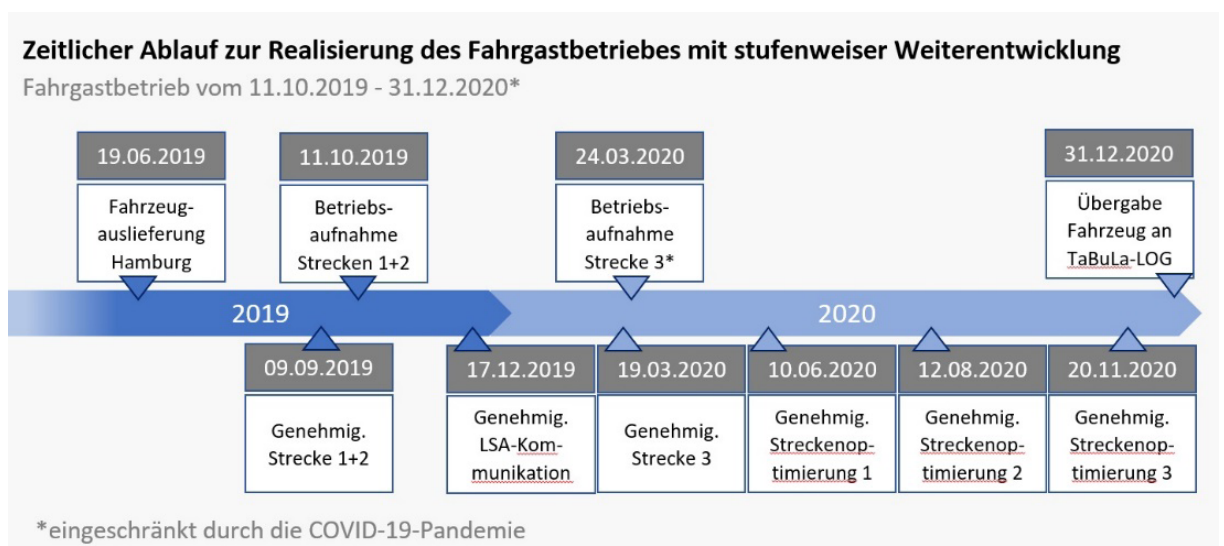 Zeitlicher Ablauf zur Realisierung des Fahrgastbetriebes mit stufenweiser Weiterentwicklung
Fahrgastbetrieb vom 11.10.2019 - 31.12.2020*
19.06.2019
Fahrzeug-
auslieferung
Hamburg
11.10.2019
Betriebs-
aufnahme
Strecken 1+2
24.03.2020
Betriebs-
aufnahme
Strecke 3*
31.12.2020
Übergabe
Fahrzeug an
TaBuLa-LOG
2019
2020
09.09.2019
Genehmig.
Strecke 1+2
17.12.2019
Genehmig.
LSA-Kom-
munikation
19.03.2020
Genehmig.
Strecke 3
10.06.2020
Genehmig.
Streckenop-
timierung 1
12.08.2020
Genehmig.
Streckenop-
timierung 2
20.11.2020
Genehmig.
Streckenop-
timierung 3
*eingeschränkt durch die COVID-19-Pandemie